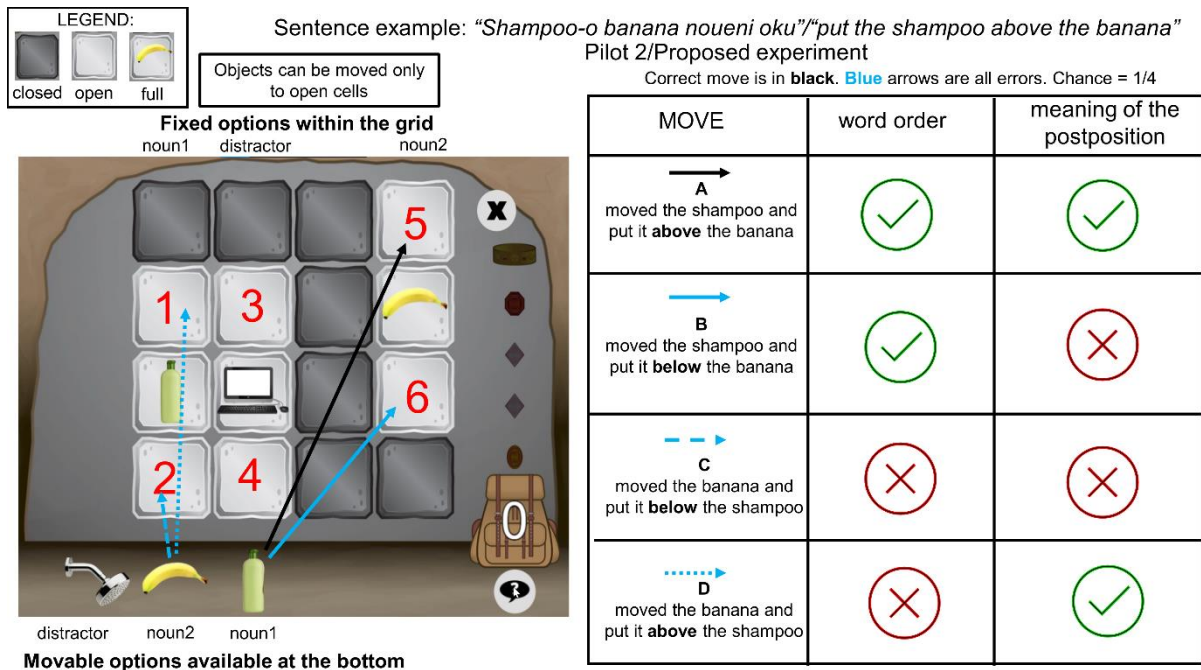 LEGEND:
closed open full
Sentence example: “Shampoo-o banana noueni oku”/“put the shampoo above the banana”
Pilot 2/Proposed experiment
Objects can be moved only
to open cells
Correct move is in black. Blue arrows are all errors. Chance = 1/4
Fixed options within the grid
noun1 distractor noun2
5
X
1 3
6
2 4
0
?
distractor noun2 noun1
Movable options available at the bottom
MOVE word order meaning of the
postposition
A
moved the shampoo and
put it above the banana
B
moved the shampoo and
put it below the banana
C
moved the banana and
put it below the shampoo
D
moved the banana and
put it above the shampoo